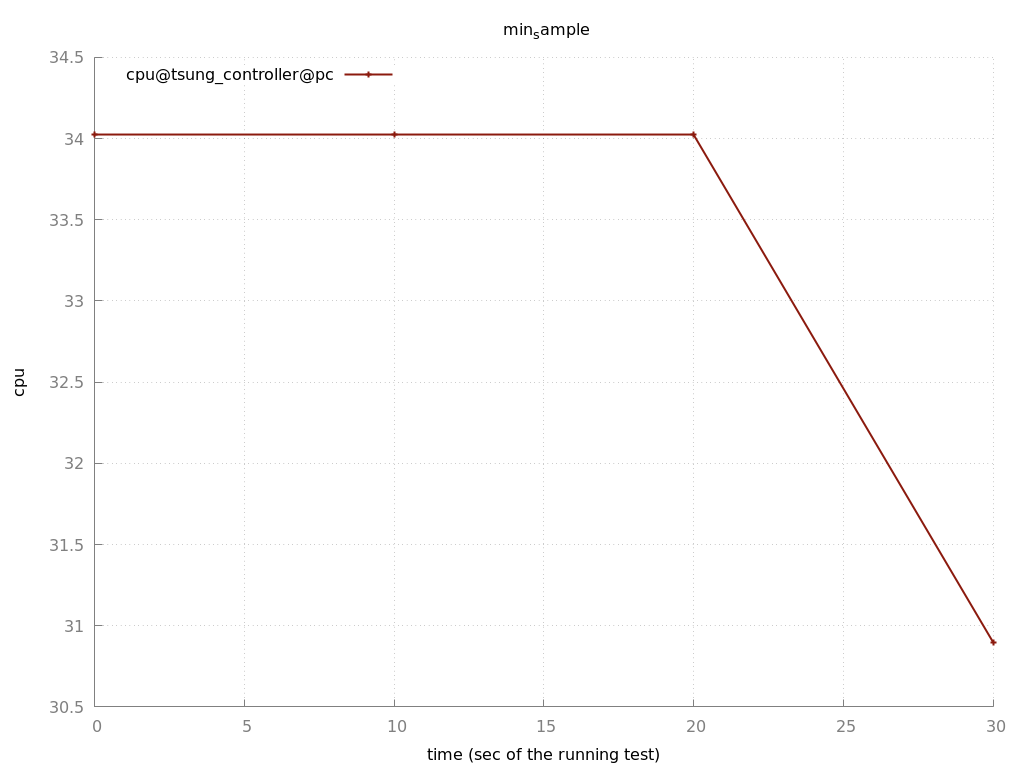 min_sample
34.5
cpu@tsung_controller@pc
34
33.5
33
32.5
cpu
32
31.5
31
30.5
0 5 10 15 20 25 30
time (sec of the running test)